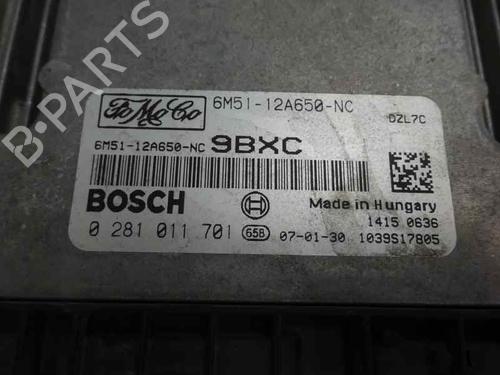 FoMoCo 6M51-12A650-NC
DZL7C
6M51-12A650-NC 9BXC
BOSCH
Made in Hungary
1415 0636
0 281 011 701 65B 07-01-30 1039S17805
B-PARTS